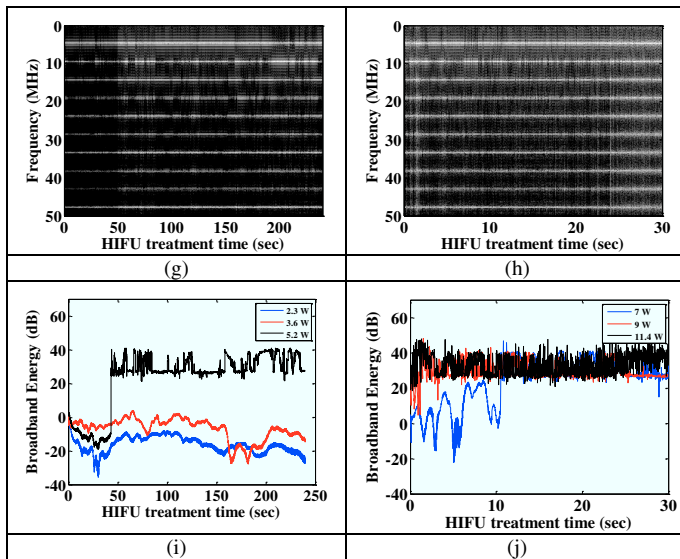 0
10
20
30
40
50
Frequency (MHz)
0 50 100 150 200
HIFU treatment time (sec)
(g)
0
10
20
30
40
50
Frequency (MHz)
0 10 20 30
HIFU treatment time (sec)
(h)
60
40
20
0
-20
-40
Broadband Energy (dB)
2.3 W
3.6 W
5.2 W
0 50 100 150 200 250
HIFU treatment time (sec)
(i)
60
40
20
0
-20
-40
Broadband Energy (dB)
7 W
9 W
11.4 W
0 10 20 30
HIFU treatment time (sec)
(j)